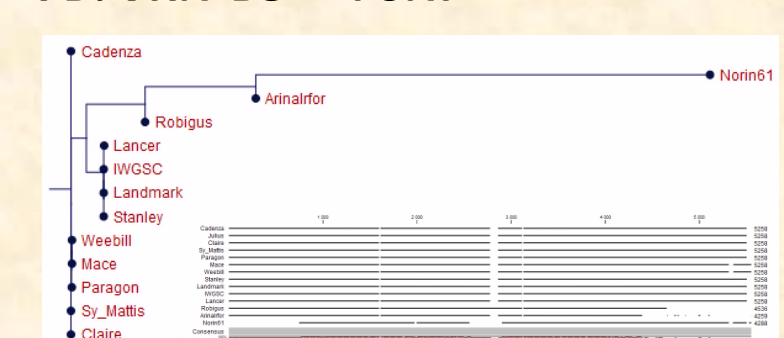 Cadenza
Norin61
ArinaIrfor
Robigus
Lancer
IWGSC
Landmark
Stanley
Weebill
Mace
Paragon
Sy_Mattis
Claire
1 000 2 000 3 000 4 000 5 000
Cadenza 5258
Julius 5258
Claire 5258
Sy_Mattis 5258
Paragon 5258
Mace 5258
Weebill 5258
Stanley 5258
Landmark 5258
IWGSC 5258
Lancer 5258
Robigus 4536
ArinaIrfor 4259
Norin61 4288
Consensus